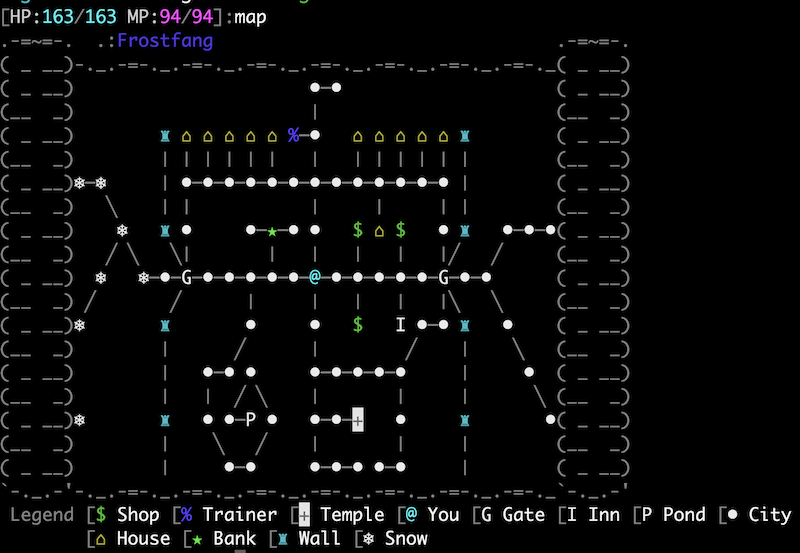 [HP:163/163 MP:94/94]:map
.:Frostfang
% 
$ $
G @ G
$ I
P +
Legend [$ Shop [% Trainer [+ Temple [@ You [G Gate [I Inn [P Pond [● City
[⌂ House [★ Bank [♜ Wall [❄ Snow